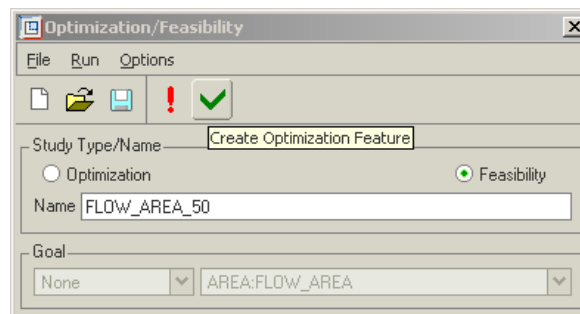 Optimization/Feasibility
File Run Options
Create Optimization Feature
Study Type/Name
Optimization Feasibility
Name FLOW_AREA_50
Goal
None AREA:FLOW_AREA